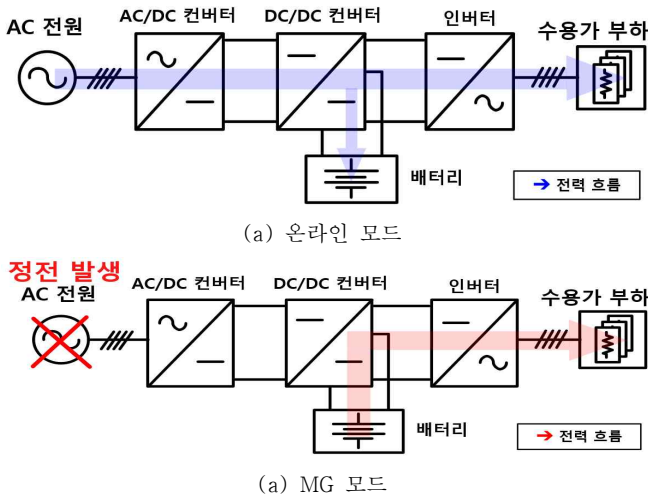 AC 전원
AC/DC 컨버터
DC/DC 컨버터
인버터
수용가 부하
배터리
➔ 전력 흐름
(a) 온라인 모드
정전 발생
AC 전원
AC/DC 컨버터
DC/DC 컨버터
인버터
수용가 부하
배터리
➔ 전력 흐름
(a) MG 모드